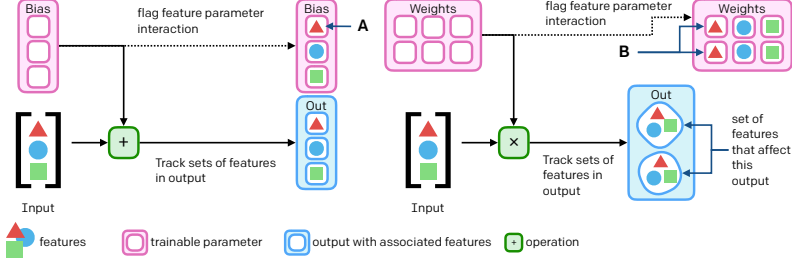 Bias
flag feature parameter
interaction
Bias
A
Out
+
Track sets of features
in output
Input
Weights
flag feature parameter
interaction
Weights
B
Out
×
Track sets of
features in
output
set of
features
that affect
this
output
Input
features
trainable parameter
output with associated features
+ operation